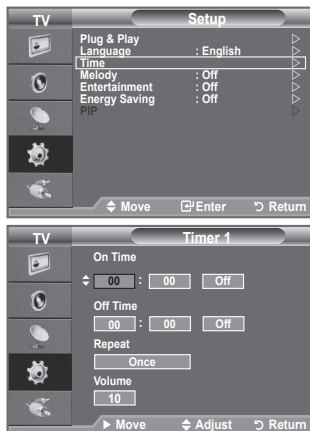 TV Setup
Plug & Play
Language : English
Time
Melody : Off
Entertainment : Off
Energy Saving : Off
PIP
Move Enter Return
TV Timer 1
On Time
00 : 00 Off
Off Time
00 : 00 Off
Repeat
Once
Volume
10
Move Adjust Return